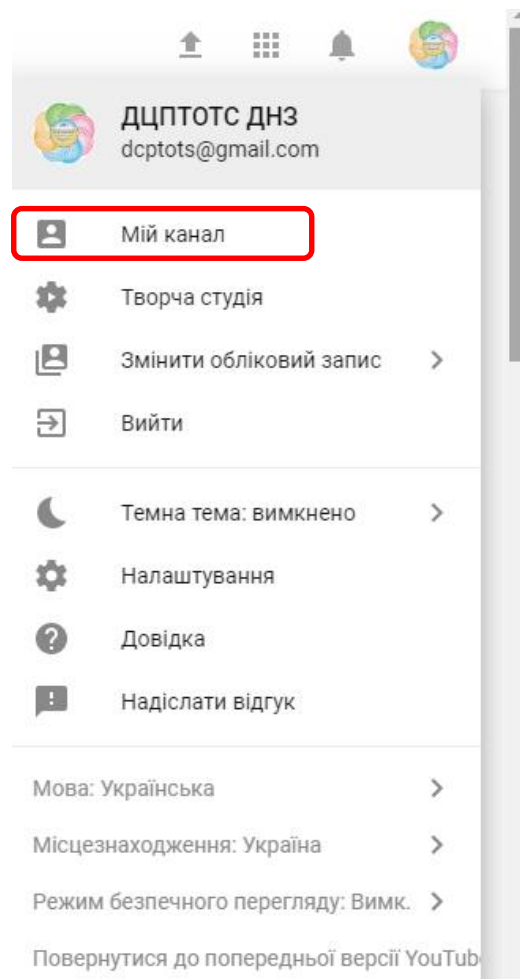 ДЦПТОТС ДНЗ
dcptots@gmail.com
Мій канал
Творча студія
Змінити обліковий запис
Вийти
Темна тема: вимкнено
Налаштування
Довідка
Надіслати відгук
Мова: Українська
Місцезнаходження: Україна
Режим безпечного перегляду: Вимк.
Повернутися до попередньої версії YouTub